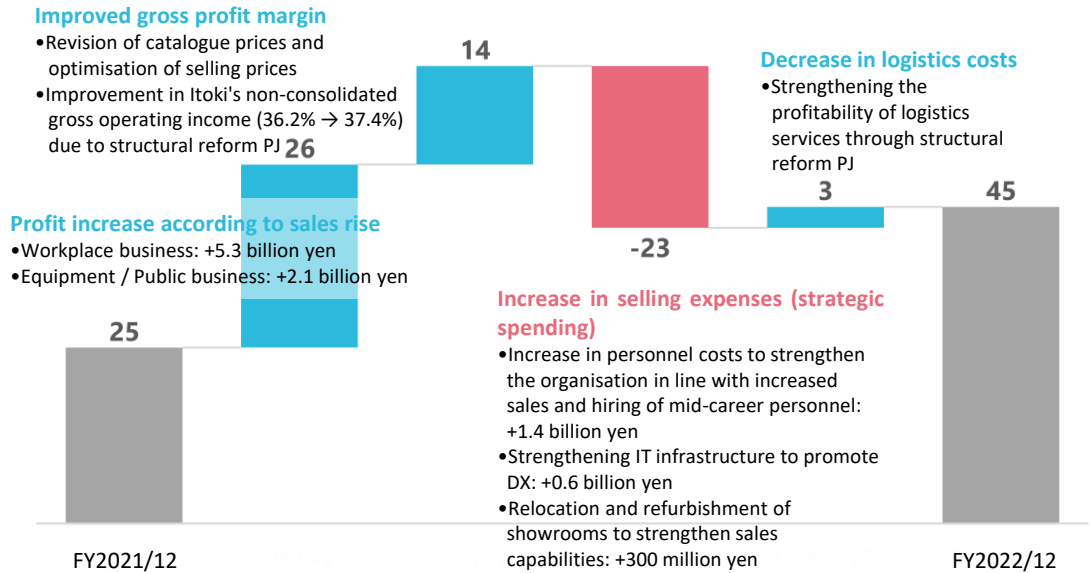 Improved gross profit margin
•Revision of catalogue prices and
optimisation of selling prices
•Improvement in Itoki's non-consolidated
gross operating income (36.2% → 37.4%)
due to structural reform PJ
26
14
Decrease in logistics costs
•Strengthening the
profitability of logistics
services through structural
reform PJ
3
45
Profit increase according to sales rise
•Workplace business: +5.3 billion yen
•Equipment / Public business: +2.1 billion yen
25
-23
Increase in selling expenses (strategic
spending)
•Increase in personnel costs to strengthen
the organisation in line with increased
sales and hiring of mid-career personnel:
+1.4 billion yen
•Strengthening IT infrastructure to promote
DX: +0.6 billion yen
•Relocation and refurbishment of
showrooms to strengthen sales
capabilities: +300 million yen
FY2021/12
FY2022/12